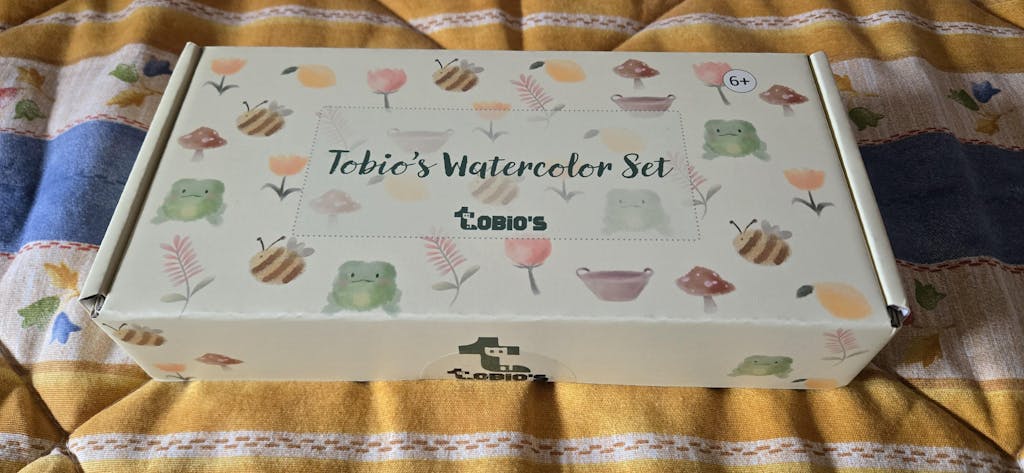 6+
Tobio's Watercolor Set
tOBiO'S
tOBiO'S